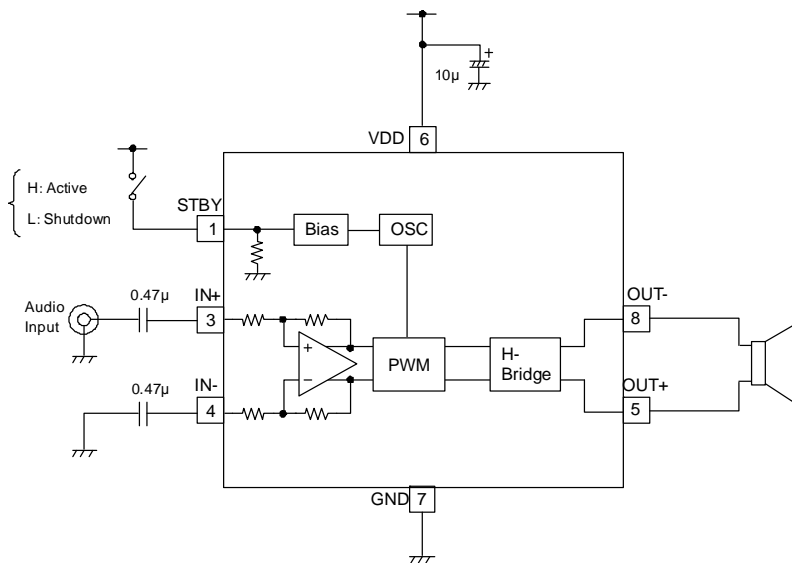 10µ
VDD
6
H: Active
L: Shutdown
STBY
1
Bias
OSC
Audio
Input
0.47µ
IN+
3
+
−
PWM
H-
Bridge
OUT-
8
OUT+
5
0.47µ
IN-
4
GND
7